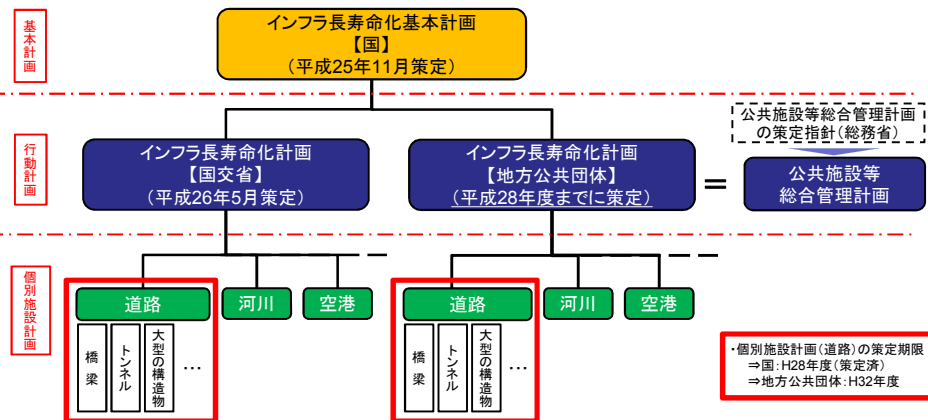 基本計画
インフラ長寿命化基本計画
【国】
(平成25年11月策定)
行動計画
インフラ長寿命化計画
【国交省】
(平成26年5月策定)
インフラ長寿命化計画
【地方公共団体】
(平成28年度までに策定)
=
公共施設等総合管理計画
の策定指針(総務省)
公共施設等
総合管理計画
個別施設計画
道路
河川
空港
橋梁
トンネル
大型の構造物
…
道路
河川
空港
橋梁
トンネル
大型の構造物
…
・個別施設計画(道路)の策定期限
⇒国:H28年度(策定済)
⇒地方公共団体:H32年度